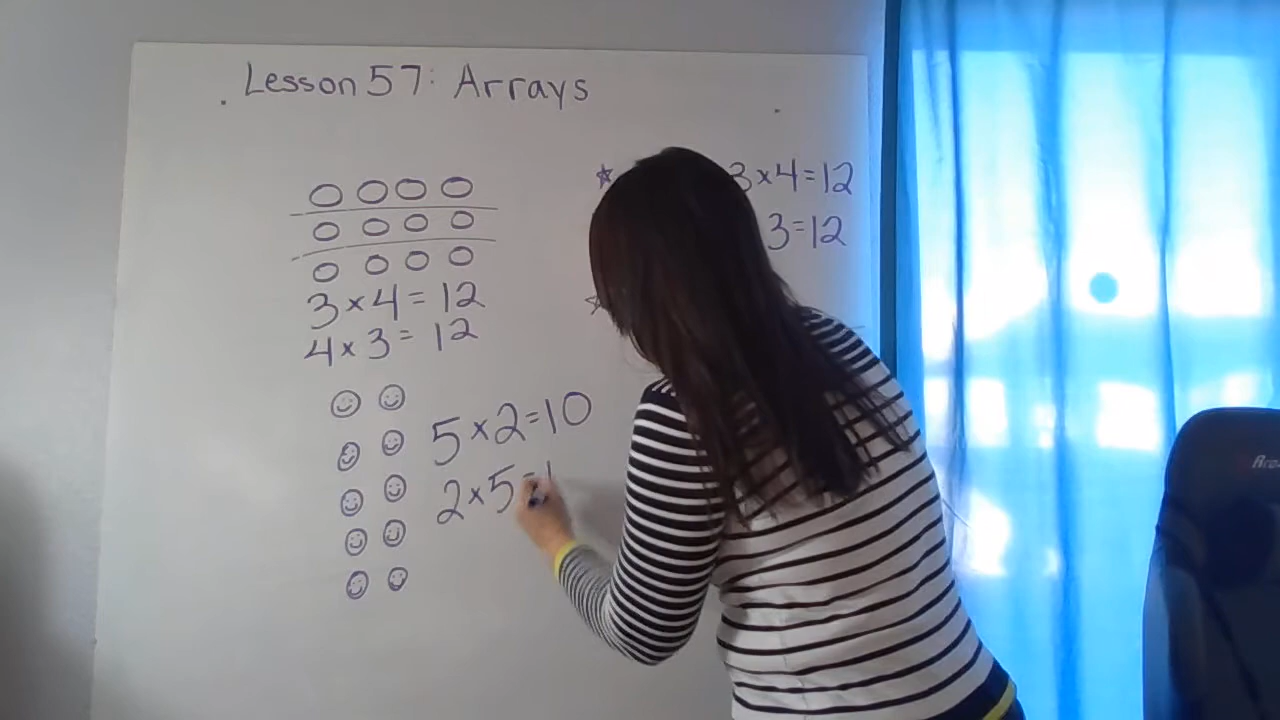 Lesson 57: Arrays
3 x 4 = 12
4 x 3 = 12
5 x 2 = 10
2 x 5 = 1
3 x 4 = 12
3 = 12